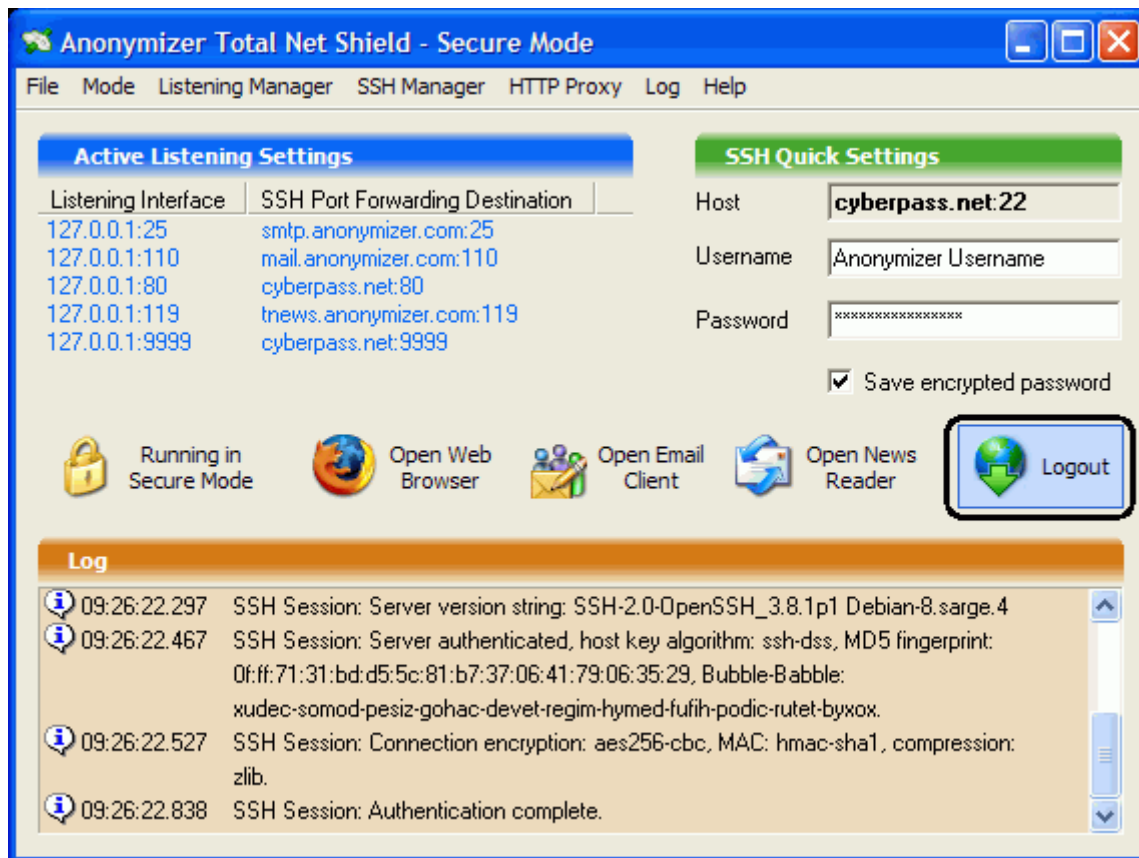 Anonymizer Total Net Shield - Secure Mode
File Mode Listening Manager SSH Manager HTTP Proxy Log Help
Active Listening Settings
Listening Interface SSH Port Forwarding Destination
127.0.0.1:25 smtp.anonymizer.com:25
127.0.0.1:110 mail.anonymizer.com:110
127.0.0.1:80 cyberpass.net:80
127.0.0.1:119 tnews.anonymizer.com:119
127.0.0.1:9999 cyberpass.net:9999
SSH Quick Settings
Host cyberpass.net:22
Username Anonymizer Username
Password ****************
Save encrypted password
Running in
Secure Mode
Open Web
Browser
Open Email
Client
Open News
Reader
Logout
Log
09:26:22.297 SSH Session: Server version string: SSH-2.0-OpenSSH_3.8.1p1 Debian-8.sarge.4
09:26:22.467 SSH Session: Server authenticated, host key algorithm: ssh-dss, MD5 fingerprint:
0f:ff:71:31:bd:d5:5c:81:b7:37:06:41:79:06:35:29, Bubble-Babble:
xudec-somod-pesiz-gohac-devet-regim-hymed-fufih-podic-rutet-byxox.
09:26:22.527 SSH Session: Connection encryption: aes256-cbc, MAC: hmac-sha1, compression:
zlib.
09:26:22.838 SSH Session: Authentication complete.